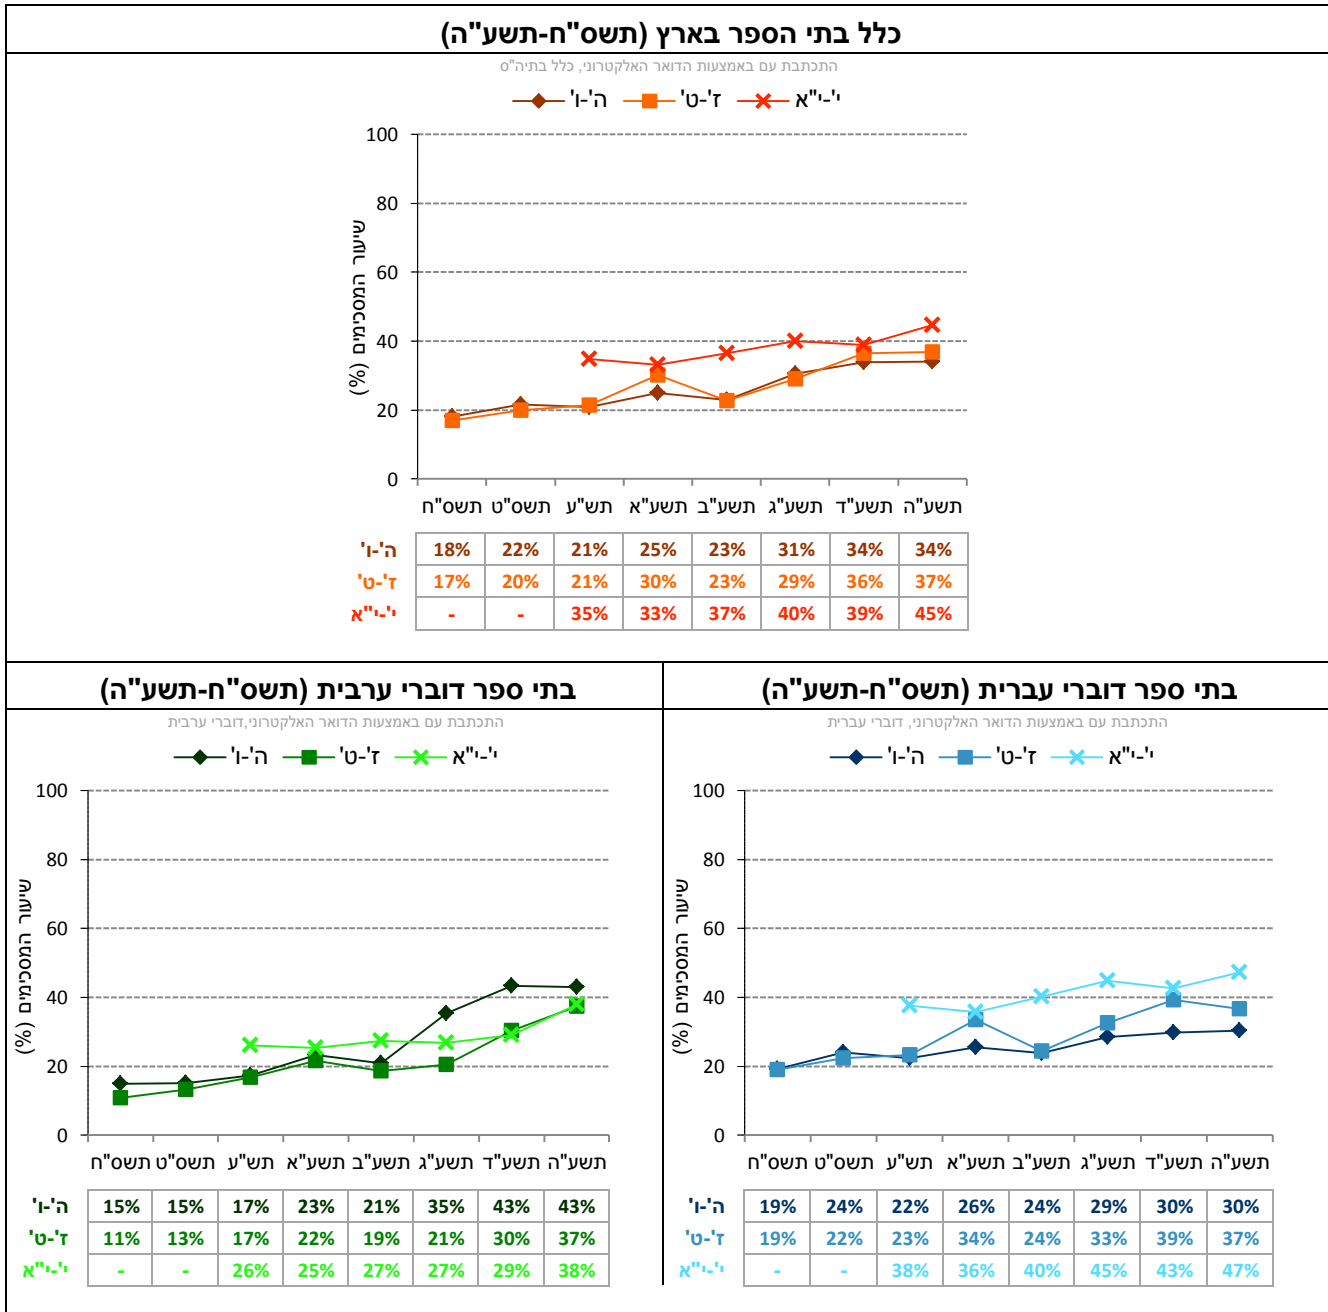 כלל בתי הספר בארץ (תשס"ח-תשע"ה)
התכתבת עם באמצעות הדואר האלקטרוני, כלל בתיה"ס
ה'-ו' ז'-ט' י'-י"א
שיעור המסכימים (%)
100
80
60
40
20
0
תשס"ח תשס"ט תש"ע תשע"א תשע"ב תשע"ג תשע"ד תשע"ה
ה'-ו' 18% 22% 21% 25% 23% 31% 34% 34%
ז'-ט' 17% 20% 21% 30% 23% 29% 36% 37%
י'-י"א - - 35% 33% 37% 40% 39% 45%
בתי ספר דוברי עברית (תשס"ח-תשע"ה)
התכתבת עם באמצעות הדואר האלקטרוני, דוברי עברית
ה'-ו' ז'-ט' י'-י"א
שיעור המסכימים (%)
100
80
60
40
20
0
תשס"ח תשס"ט תש"ע תשע"א תשע"ב תשע"ג תשע"ד תשע"ה
ה'-ו' 19% 24% 22% 26% 24% 29% 30% 30%
ז'-ט' 19% 22% 23% 34% 24% 33% 39% 37%
י'-י"א - - 38% 36% 40% 45% 43% 47%
בתי ספר דוברי ערבית (תשס"ח-תשע"ה)
התכתבת עם באמצעות הדואר האלקטרוני,דוברי ערבית
ה'-ו' ז'-ט' י'-י"א
שיעור המסכימים (%)
100
80
60
40
20
0
תשס"ח תשס"ט תש"ע תשע"א תשע"ב תשע"ג תשע"ד תשע"ה
ה'-ו' 15% 15% 17% 23% 21% 35% 43% 43%
ז'-ט' 11% 13% 17% 22% 19% 21% 30% 37%
י'-י"א - - 26% 25% 27% 27% 29% 38%